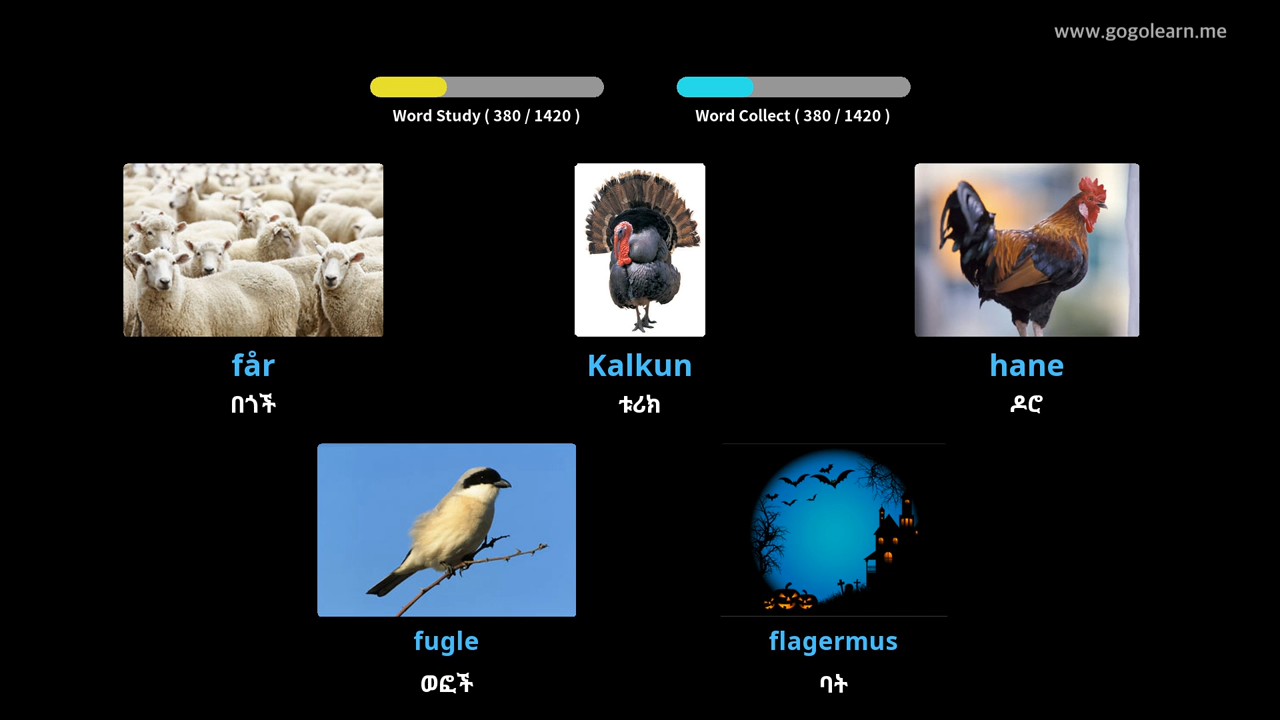 www.gogolearn.me
Word Study ( 380 / 1420 )
Word Collect ( 380 / 1420 )
får
Kalkun
hane
በጎች
ቱሪክ
ዶሮ
fugle
flagermus
ወፎች
ባት